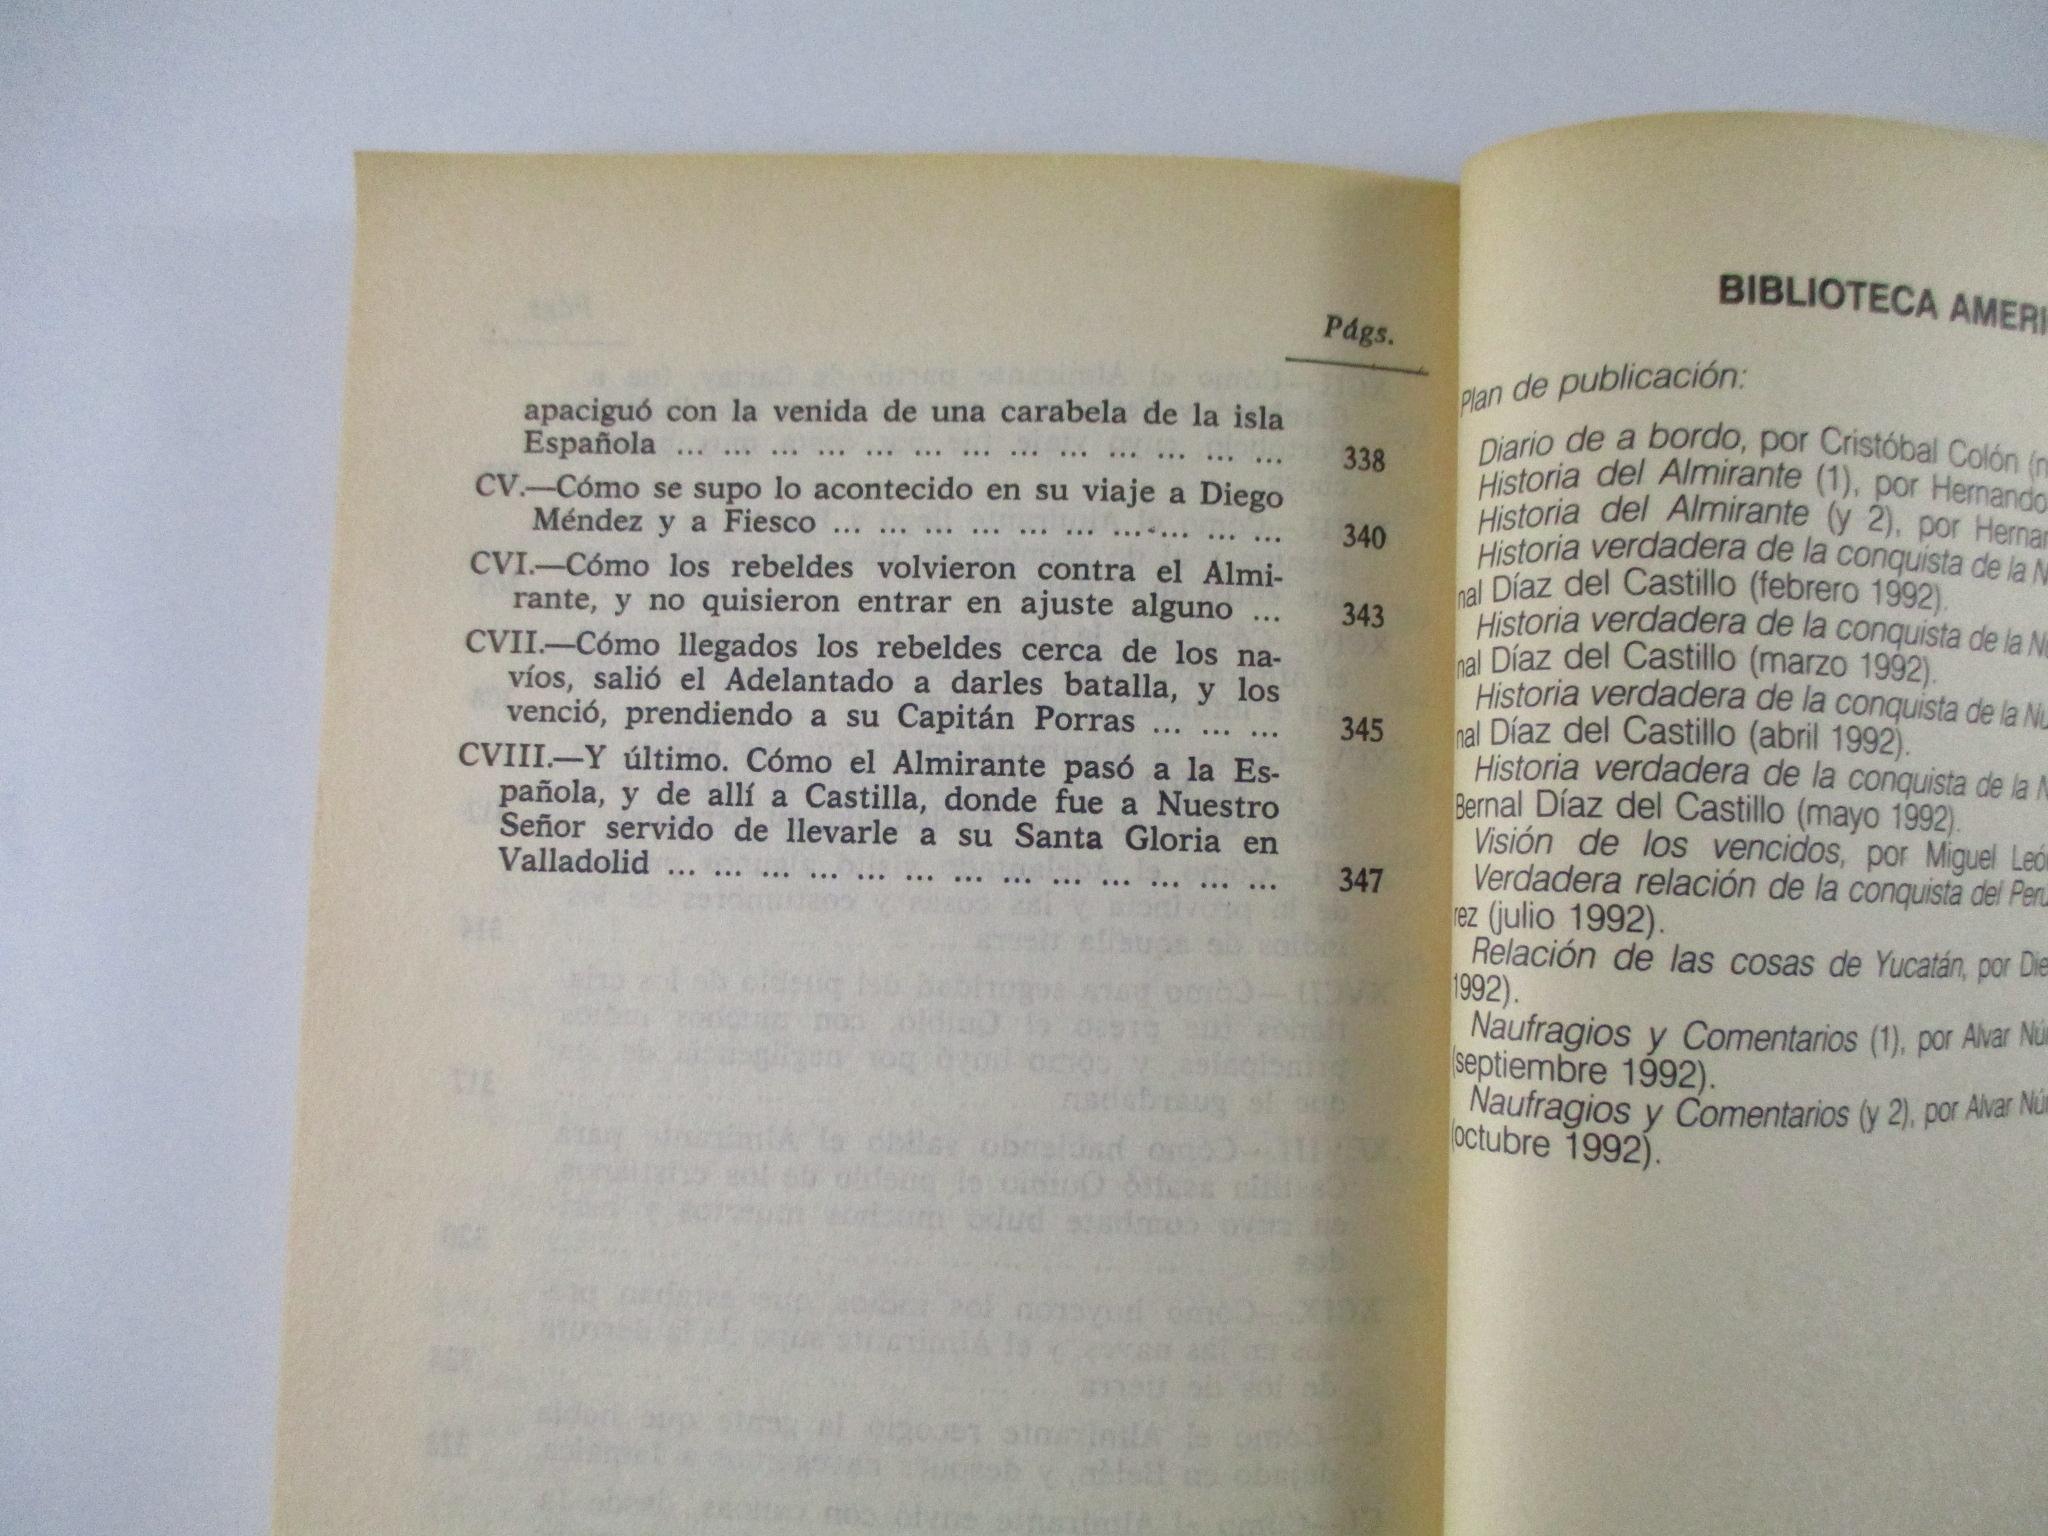 Págs.
apaciguó con la venida de una carabela de la isla
Española ... ... ... ... ... ... ... ... ... ... ... ... ... 338
CV.—Cómo se supo lo acontecido en su viaje a Diego
Méndez y a Fiesco ... ... ... ... ... ... ... ... ... ... 340
CVI.—Cómo los rebeldes volvieron contra el Almi-
rante, y no quisieron entrar en ajuste alguno ... 343
CVII.—Cómo llegados los rebeldes cerca de los na-
víos, salió el Adelantado a darles batalla, y los
venció, prendiendo a su Capitán Porras ... ... ... 345
CVIII.—Y último. Cómo el Almirante pasó a la Es-
pañola, y de allí a Castilla, donde fue a Nuestro
Señor servido de llevarle a su Santa Gloria en
Valladolid ... ... ... ... ... ... ... ... ... ... ... ... ... 347
BIBLIOTECA AMERI
Plan de publicación:
Diario de a bordo, por Cristóbal Colón
Historia del Almirante (1), por Hernando
Historia del Almirante (y 2), por Hernan
Historia verdadera de la conquista de la N
nal Díaz del Castillo (febrero 1992).
Historia verdadera de la conquista de la Nu
nal Díaz del Castillo (marzo 1992).
Historia verdadera de la conquista de la Nu
nal Díaz del Castillo (abril 1992).
Historia verdadera de la conquista de la N
Bernal Díaz del Castillo (mayo 1992).
Visión de los vencidos, por Miguel León
Verdadera relación de la conquista del Perú
rez (julio 1992).
Relación de las cosas de Yucatán, por Die
1992).
Naufragios y Comentarios (1), por Alvar Núñ
(septiembre 1992).
Naufragios y Comentarios (y 2), por Alvar Núñ
(octubre 1992).